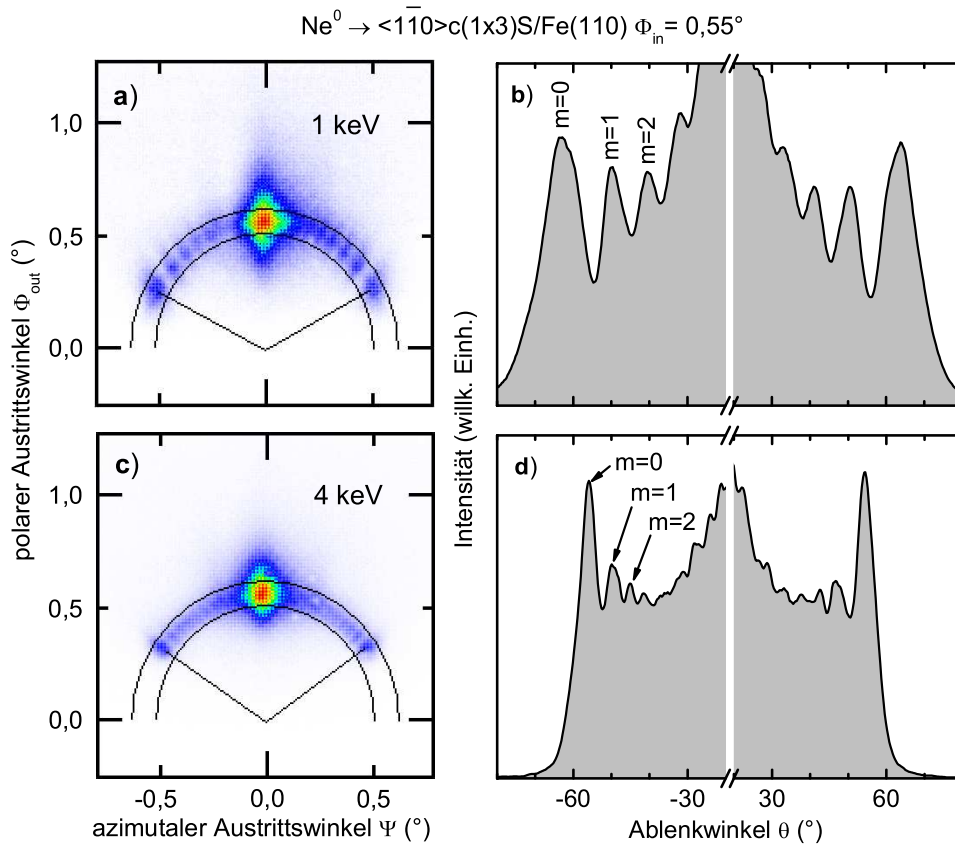 Ne⁰ → <11̅0>c(1x3)S/Fe(110) Φin = 0,55°
a)
1 keV
1,0
0,5
0,0
polarer Austrittswinkel Φout (°)
b)
m=0
m=1
m=2
Intensität (willk. Einh.)
c)
4 keV
1,0
0,5
0,0
-0,5
0,0
0,5
azimutaler Austrittswinkel Ψ (°)
d)
m=0
m=1
m=2
-60
-30
30
60
Ablenkwinkel θ (°)